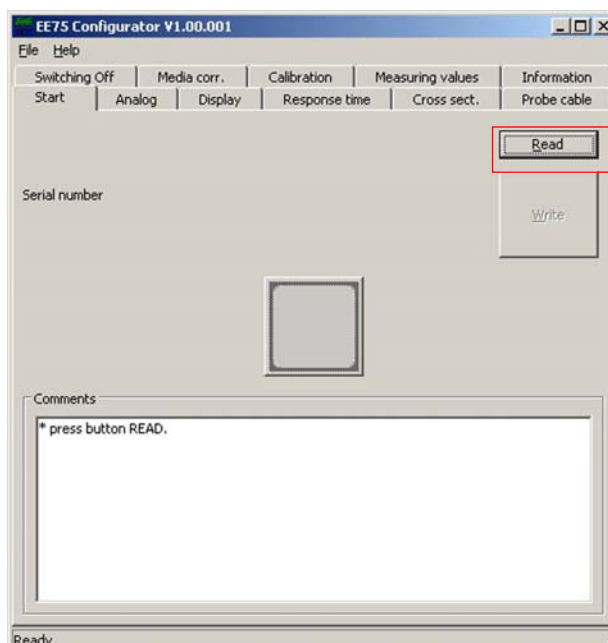 EE75 Configurator V1.00.001
File Help
Switching Off Media corr. Calibration Measuring values Information
Start Analog Display Response time Cross sect. Probe cable
Read
Serial number
Write
Comments
* press button READ.
Ready